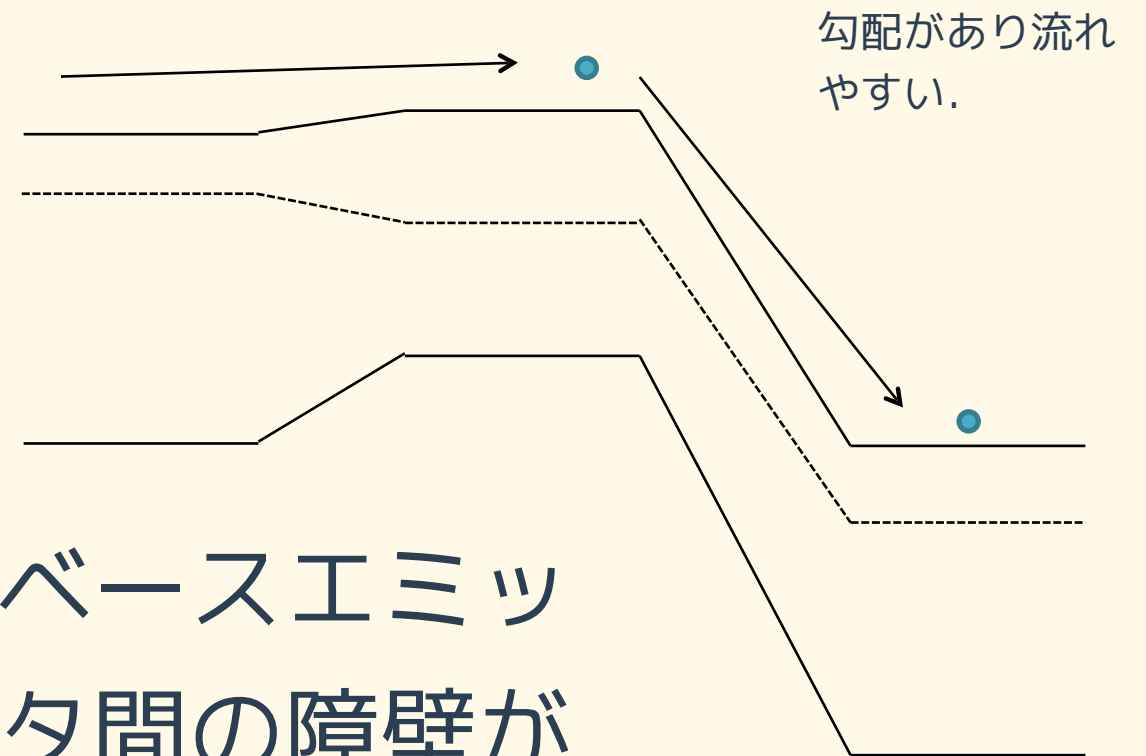 勾配があり流れ
やすい.
ベースエミッ
タ間の障壁が